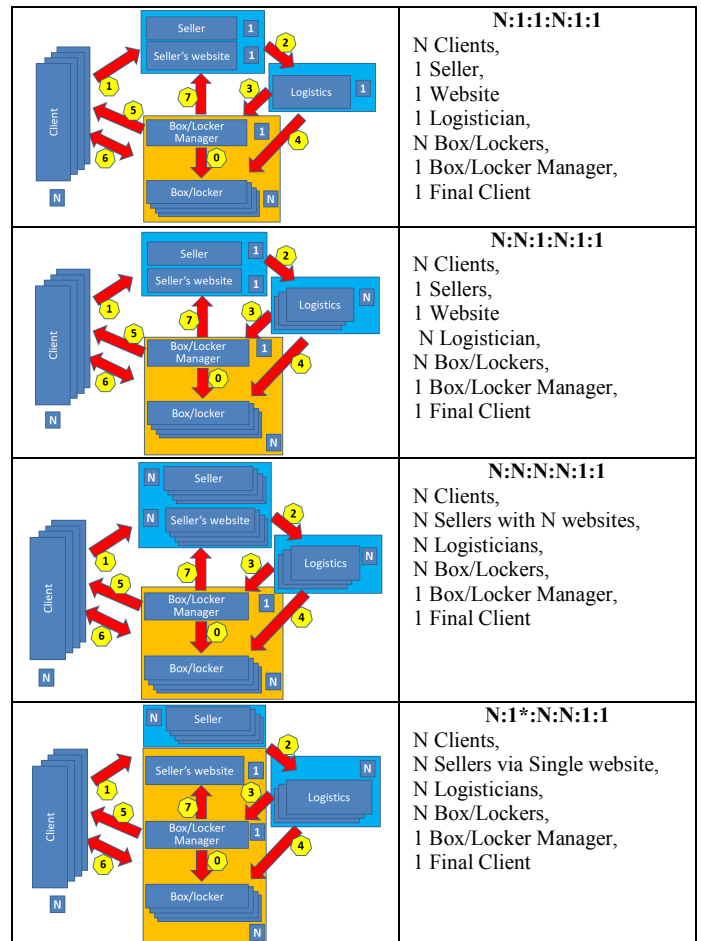 Seller 1
Seller's website 1
2
Logistics 1
1
3
7
5
Client
Box/Locker
Manager 1
4
0
6
Box/locker N
N
N:1:1:N:1:1
N Clients,
1 Seller,
1 Website
1 Logistician,
N Box/Lockers,
1 Box/Locker Manager,
1 Final Client
Seller 1
Seller's website 1
2
Logistics N
1
3
7
5
Client
Box/Locker
Manager 1
4
0
6
Box/locker
N
N
N:N:1:N:1:1
N Clients,
1 Sellers,
1 Website
N Logistician,
N Box/Lockers,
1 Box/Locker Manager,
1 Final Client
N Seller
N Seller's website
2
Logistics N
1
3
7
5
Client
Box/Locker
Manager 1
4
0
6
Box/locker
N
N
N:N:N:N:1:1
N Clients,
N Sellers with N websites,
N Logisticians,
N Box/Lockers,
1 Box/Locker Manager,
1 Final Client
N Seller
2
Seller's website 1
N
Logistics
1
3
7
5
Client
Box/Locker
Manager 1
4
0
6
Box/locker
N
N
N:1*:N:N:1:1
N Clients,
N Sellers via Single website,
N Logisticians,
N Box/Lockers,
1 Box/Locker Manager,
1 Final Client